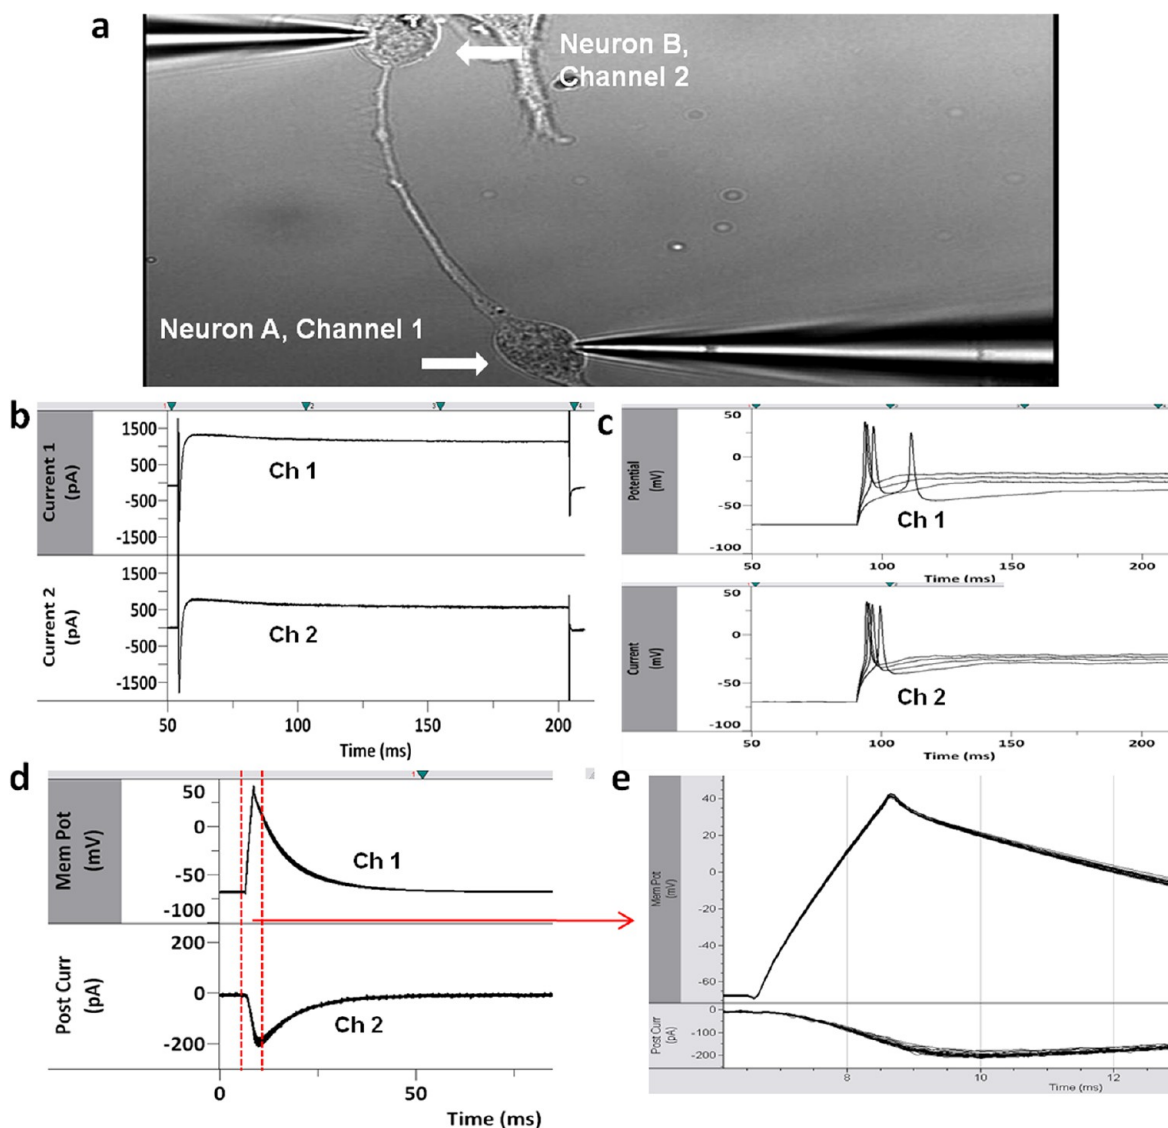 a
Neuron B,
Channel 2
Neuron A, Channel 1
b
1
2
3
4
Current 1
(pA)
1500
500
-500
-1500
Ch 1
Current 2
(pA)
1500
500
-500
-1500
Ch 2
50
100
150
200
Time (ms)
c
Potential
(mV)
50
0
-50
-100
Ch 1
50
100
150
200
Time (ms)
Current
(mV)
50
0
-50
-100
Ch 2
50
100
150
200
Time (ms)
d
1
Mem Pot
(mV)
50
0
-50
-100
Ch 1
Post Curr
(pA)
200
0
-200
Ch 2
0
50
Time (ms)
e
Mem Pot
(mV)
40
20
0
-20
-40
-60
Post Curr
(pA)
0
-100
-200
8
10
12
Time (ms)